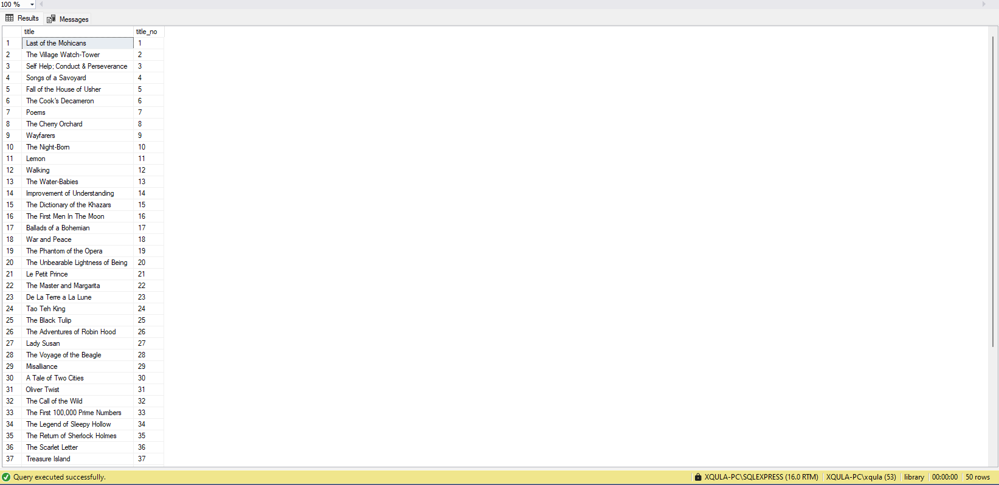 100 %
Results Messages
title title_no
1 Last of the Mohicans 1
2 The Village Watch-Tower 2
3 Self Help; Conduct & Perseverance 3
4 Songs of a Savoyard 4
5 Fall of the House of Usher 5
6 The Cook's Decameron 6
7 Poems 7
8 The Cherry Orchard 8
9 Wayfarers 9
10 The Night-Born 10
11 Lemon 11
12 Walking 12
13 The Water-Babies 13
14 Improvement of Understanding 14
15 The Dictionary of the Khazars 15
16 The First Men In The Moon 16
17 Ballads of a Bohemian 17
18 War and Peace 18
19 The Phantom of the Opera 19
20 The Unbearable Lightness of Being 20
21 Le Petit Prince 21
22 The Master and Margarita 22
23 De La Terre a La Lune 23
24 Tao Teh King 24
25 The Black Tulip 25
26 The Adventures of Robin Hood 26
27 Lady Susan 27
28 The Voyage of the Beagle 28
29 Misalliance 29
30 A Tale of Two Cities 30
31 Oliver Twist 31
32 The Call of the Wild 32
33 The First 100,000 Prime Numbers 33
34 The Legend of Sleepy Hollow 34
35 The Return of Sherlock Holmes 35
36 The Scarlet Letter 36
37 Treasure Island 37
Query executed successfully. XQULA-PC\SQLEXPRESS (16.0 RTM) XQULA-PC\xqula (53) library 00:00:00 50 rows